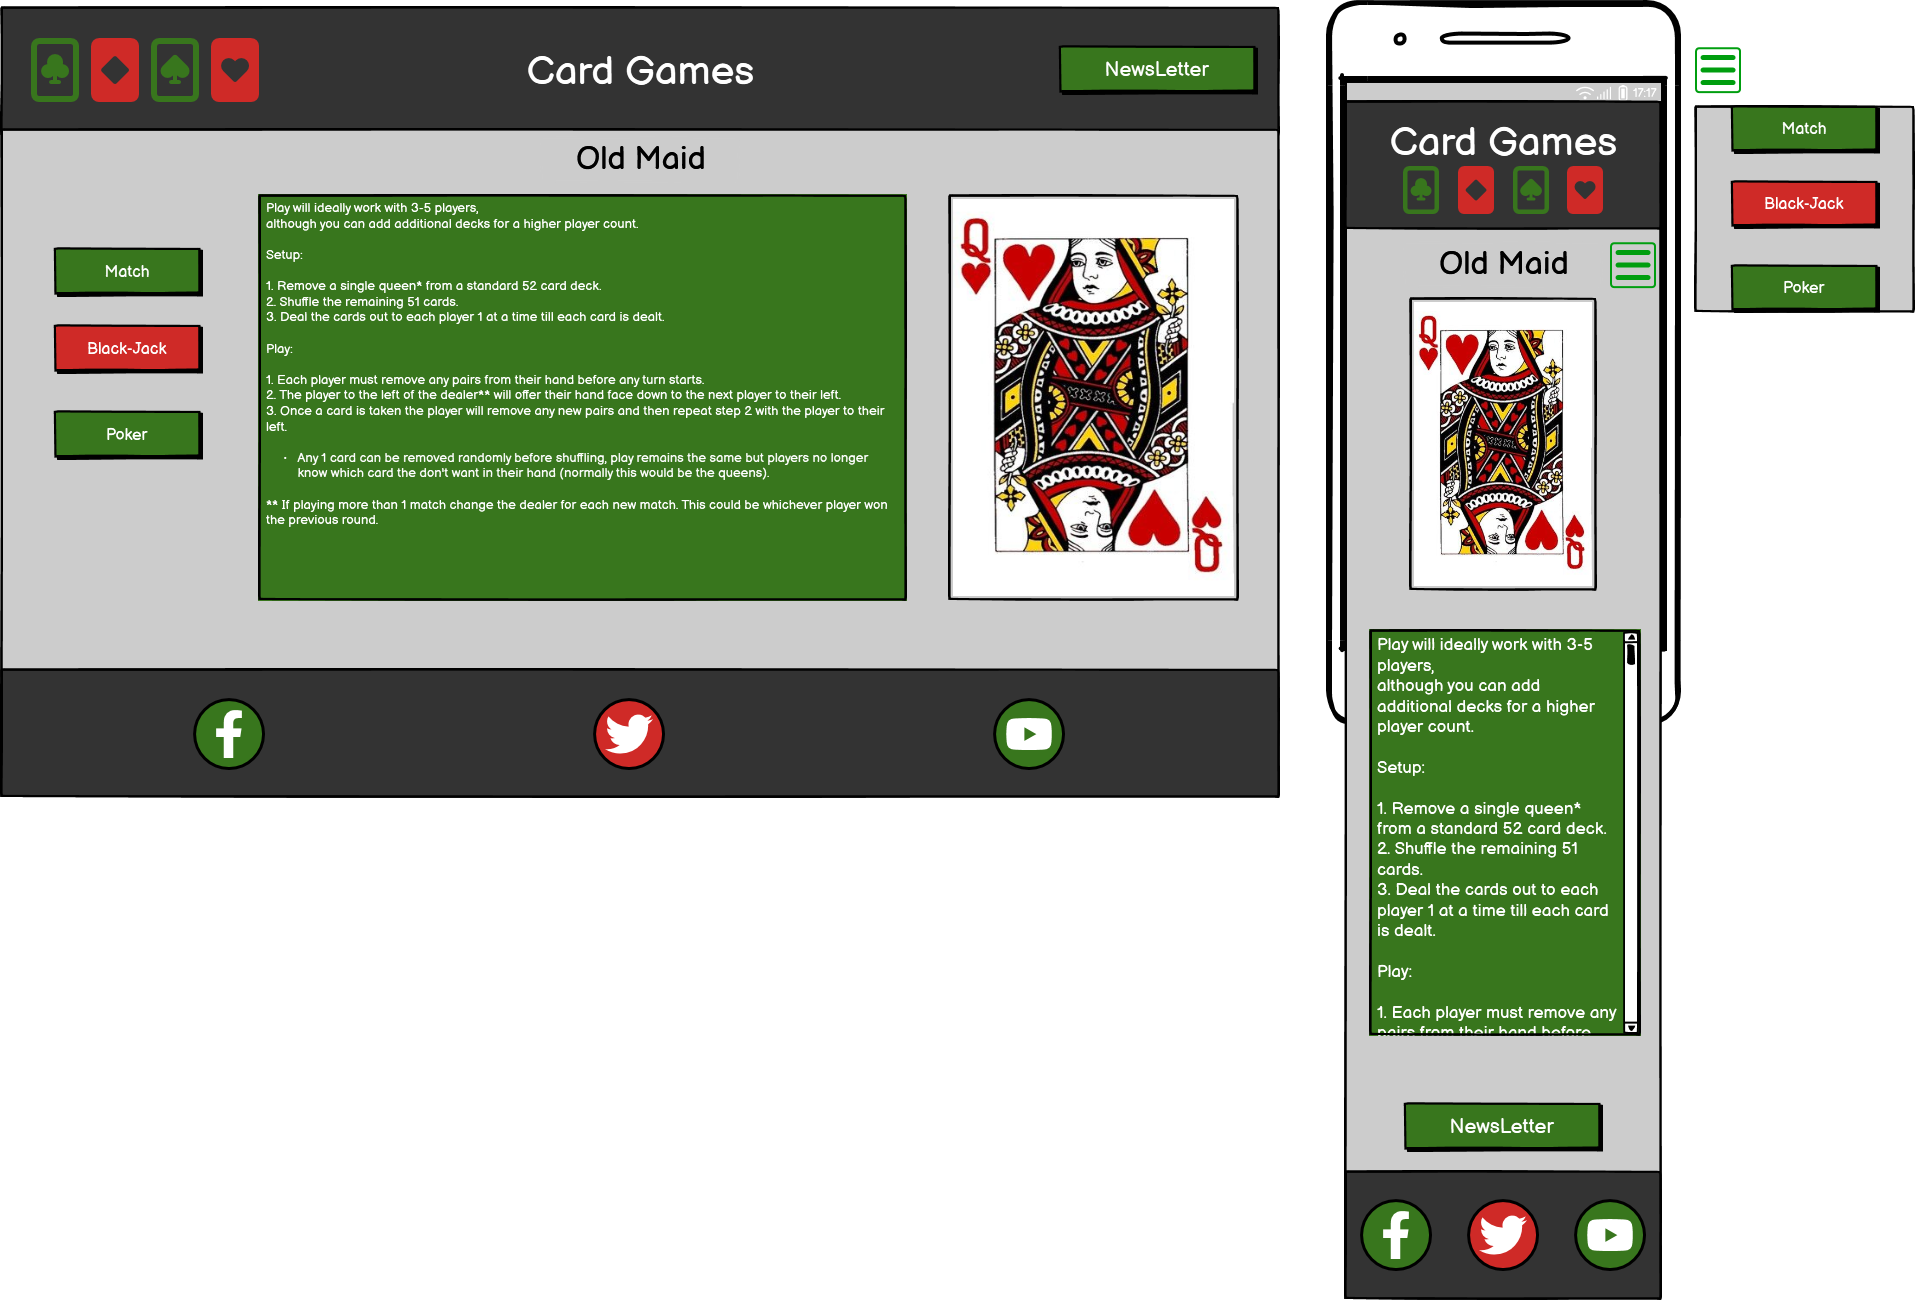 Card Games
NewsLetter
Old Maid
Match
Black-Jack
Poker
Play will ideally work with 3-5 players,
although you can add additional decks for a higher player count.
Setup:
1. Remove a single queen* from a standard 52 card deck.
2. Shuffle the remaining 51 cards.
3. Deal the cards out to each player 1 at a time till each card is dealt.
Play:
1. Each player must remove any pairs from their hand before any turn starts.
2. The player to the left of the dealer** will offer their hand face down to the next player to their left.
3. Once a card is taken the player will remove any new pairs and then repeat step 2 with the player to their
left.
· Any 1 card can be removed randomly before shuffling, play remains the same but players no longer
know which card the don't want in their hand (normally this would be the queens).
** If playing more than 1 match change the dealer for each new match. This could be whichever player won
the previous round.
Q
Q
17:17
Card Games
Old Maid
Q
Q
Play will ideally work with 3-5
players,
although you can add
additional decks for a higher
player count.
Setup:
1. Remove a single queen*
from a standard 52 card deck.
2. Shuffle the remaining 51
cards.
3. Deal the cards out to each
player 1 at a time till each card
is dealt.
Play:
1. Each player must remove any
pairs from their hand before
NewsLetter
Match
Black-Jack
Poker